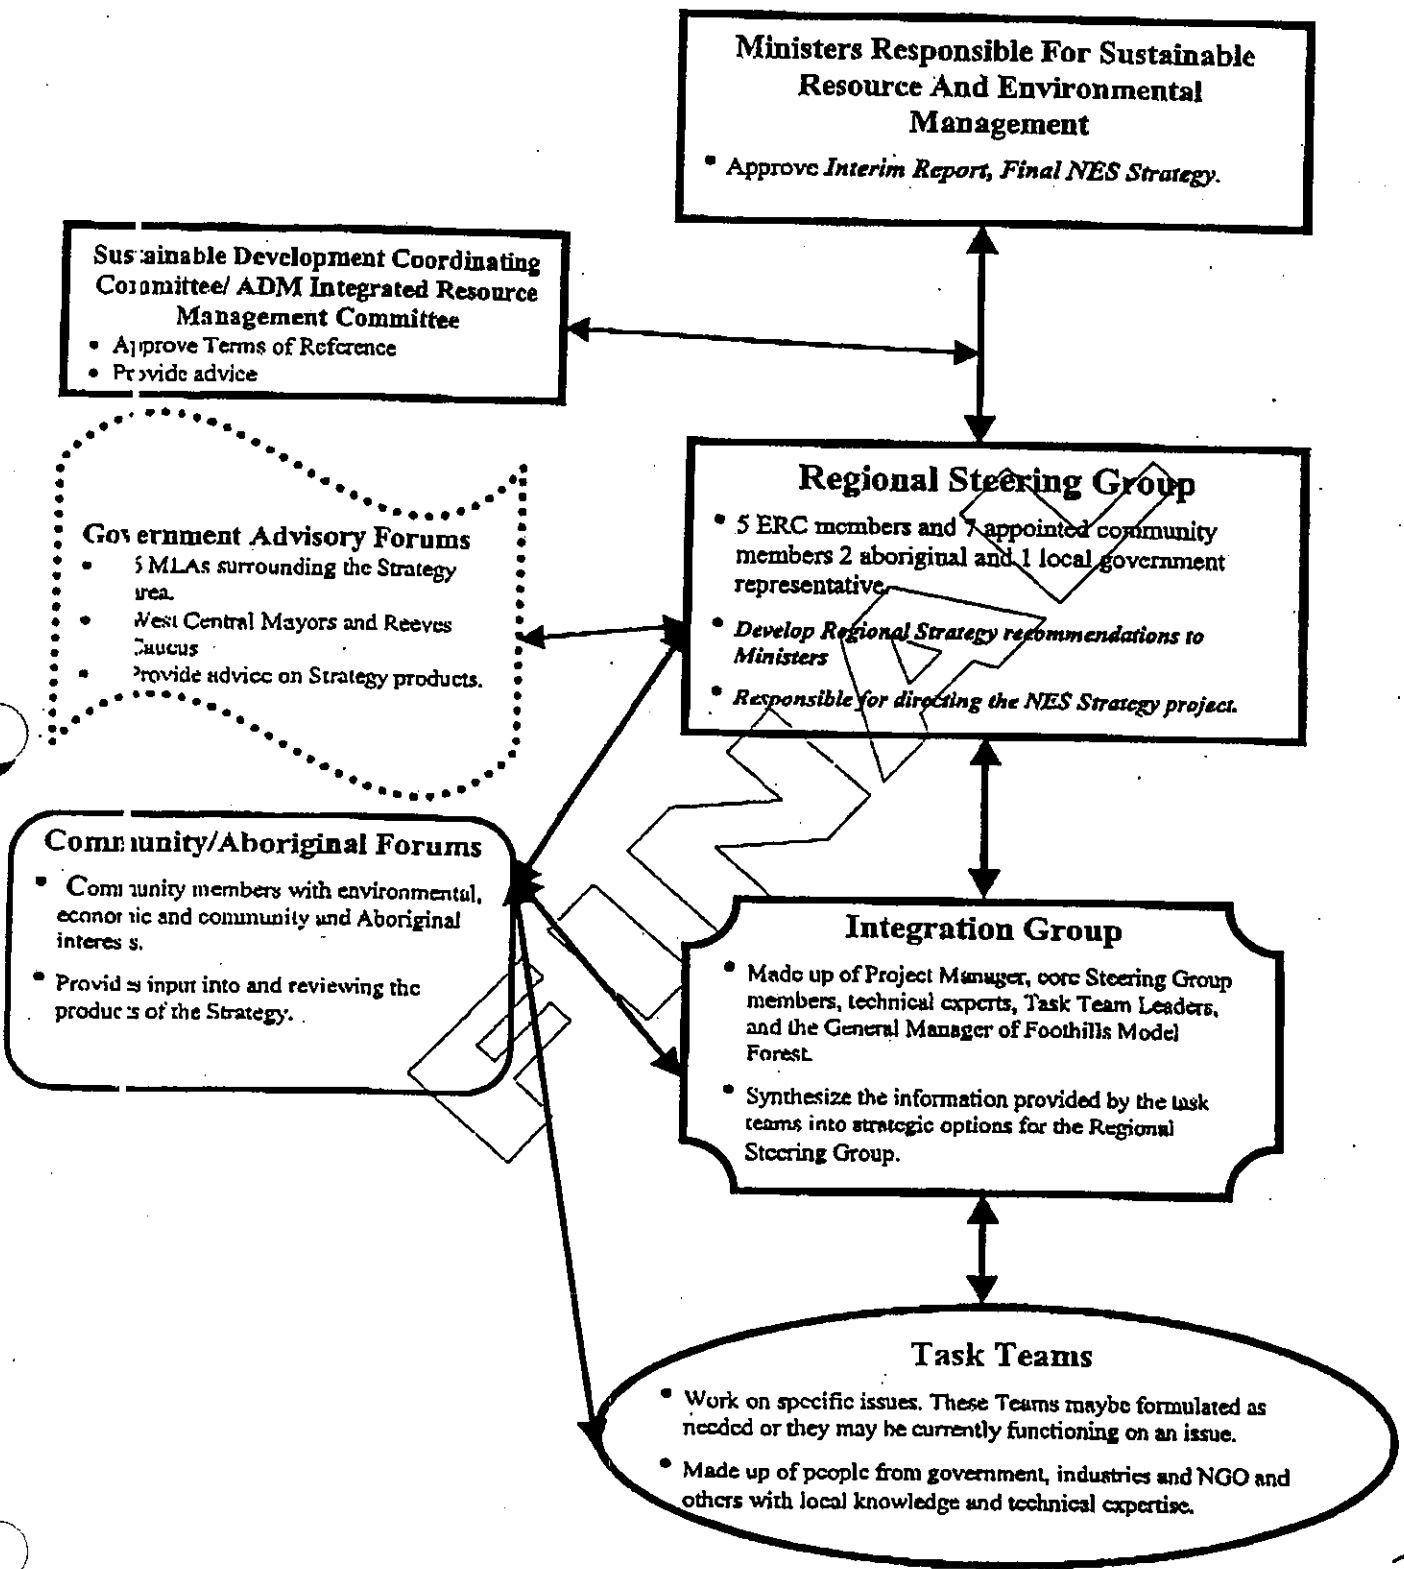 Ministers Responsible For Sustainable
Resource And Environmental
Management
• Approve Interim Report, Final NES Strategy.
Sustainable Development Coordinating
Committee/ ADM Integrated Resource
Management Committee
• Approve Terms of Reference
• Provide advice
Government Advisory Forums
• 5 MLAs surrounding the Strategy
area.
• West Central Mayors and Reeves
Caucus
• Provide advice on Strategy products.
Regional Steering Group
• 5 ERC members and 7 appointed community
members 2 aboriginal and 1 local government
representative.
• Develop Regional Strategy recommendations to
Ministers
• Responsible for directing the NES Strategy project.
Community/Aboriginal Forums
• Community members with environmental,
economic and community and Aboriginal
interests.
• Provides input into and reviewing the
products of the Strategy.
Integration Group
• Made up of Project Manager, core Steering Group
members, technical experts, Task Team Leaders,
and the General Manager of Foothills Model
Forest.
• Synthesize the information provided by the task
teams into strategic options for the Regional
Steering Group.
Task Teams
• Work on specific issues. These Teams maybe formulated as
needed or they may be currently functioning on an issue.
• Made up of people from government, industries and NGO and
others with local knowledge and technical expertise.